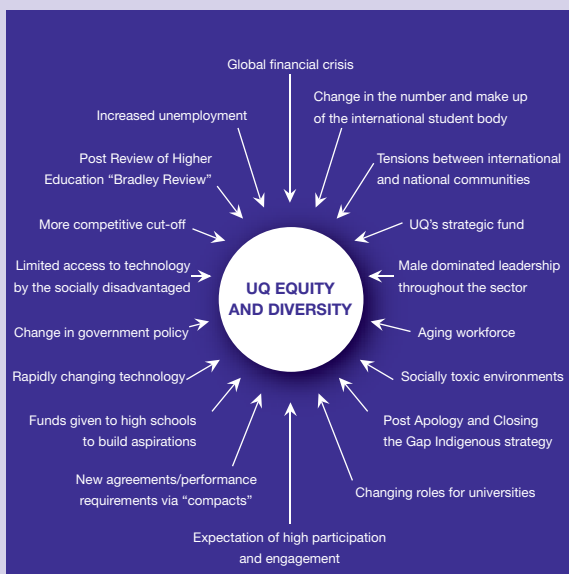 Global financial crisis
Change in the number and make up
of the international student body
Increased unemployment
Tensions between international
and national communities
Post Review of Higher
Education “Bradley Review”
UQ’s strategic fund
More competitive cut-off
Male dominated leadership
throughout the sector
Limited access to technology
by the socially disadvantaged
UQ EQUITY
AND DIVERSITY
Aging workforce
Change in government policy
Socially toxic environments
Rapidly changing technology
Post Apology and Closing
the Gap Indigenous strategy
Funds given to high schools
to build aspirations
Changing roles for universities
New agreements/performance
requirements via “compacts”
Expectation of high participation
and engagement